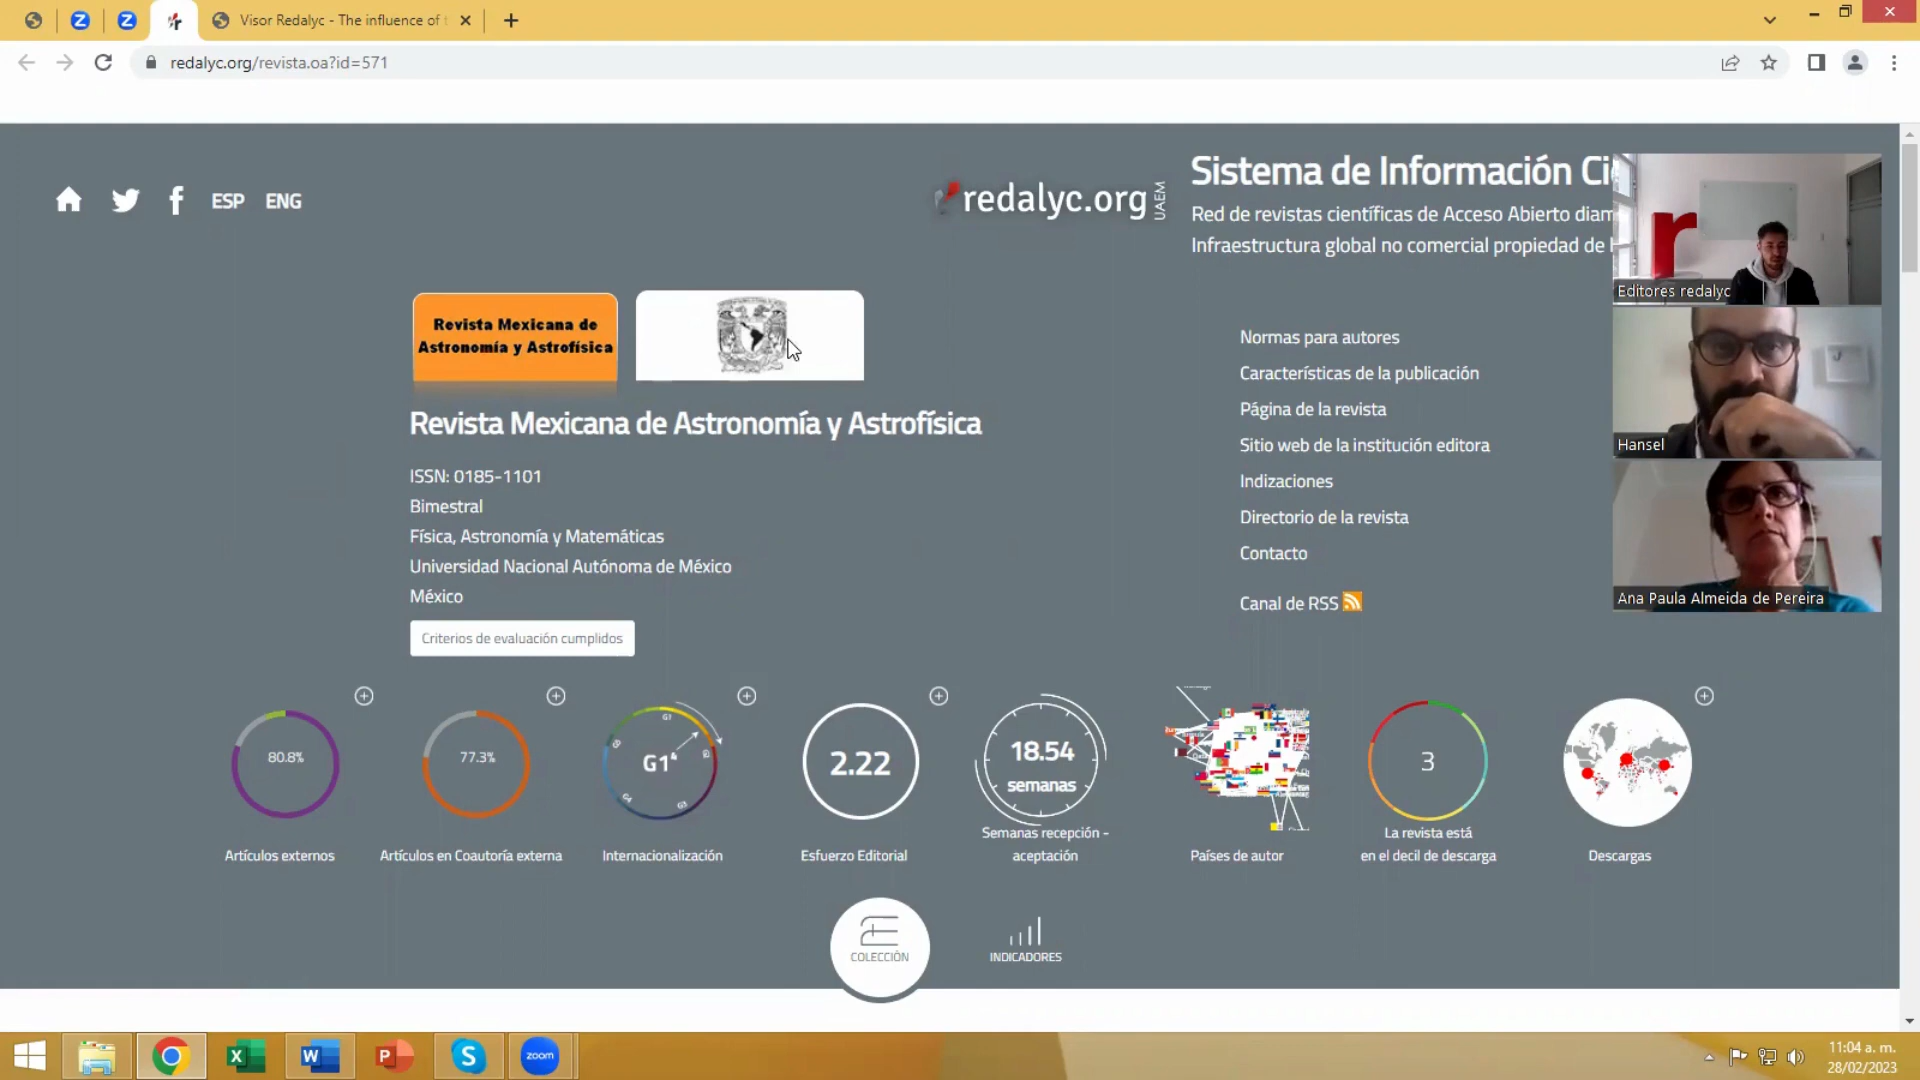 Visor Redalyc - The influence of t
redalyc.org/revista.oa?id=571
ESP ENG
redalyc.org UAEM
Sistema de Información Ci
Red de revistas científicas de Acceso Abierto diam
Infraestructura global no comercial propiedad de l
Revista Mexicana de
Astronomía y Astrofísica
Revista Mexicana de Astronomía y Astrofísica
ISSN: 0185-1101
Bimestral
Física, Astronomía y Matemáticas
Universidad Nacional Autónoma de México
México
Criterios de evaluación cumplidos
Normas para autores
Características de la publicación
Página de la revista
Sitio web de la institución editora
Indizaciones
Directorio de la revista
Contacto
Canal de RSS
Editores redalyc
Hansel
Ana Paula Almeida de Pereira
80.8%
Artículos externos
77.3%
Artículos en Coautoría externa
G1
Internacionalización
2.22
Esfuerzo Editorial
18.54
semanas
Semanas recepción -
aceptación
Países de autor
3
La revista está
en el decil de descarga
Descargas
COLECCIÓN
INDICADORES
zoom
11:04 a. m.
28/02/2023